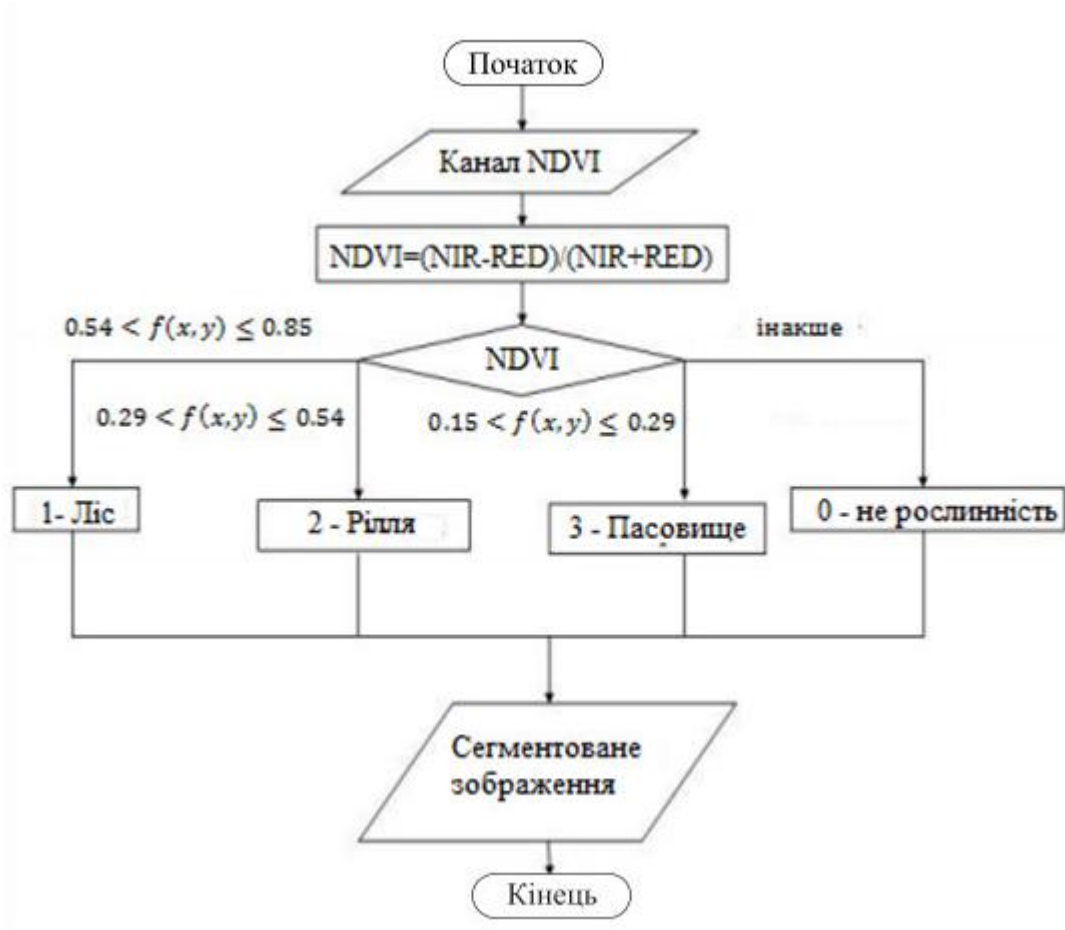 Початок
Канал NDVI
NDVI=(NIR-RED)/(NIR+RED)
0.54 < f(x,y) ≤ 0.85
інакше
NDVI
0.29 < f(x,y) ≤ 0.54
0.15 < f(x,y) ≤ 0.29
1- Ліс
2 - Рілля
3 - Пасовище
0 - не рослинність
Сегментоване
зображення
Кінець